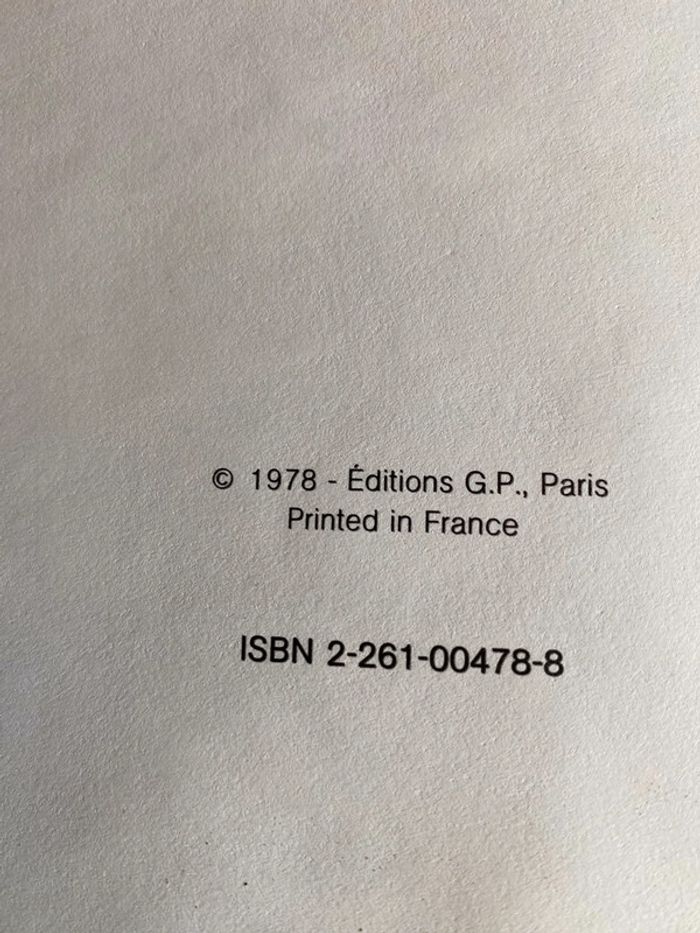 © 1978 - Éditions G.P., Paris
Printed in France
ISBN 2-261-00478-8